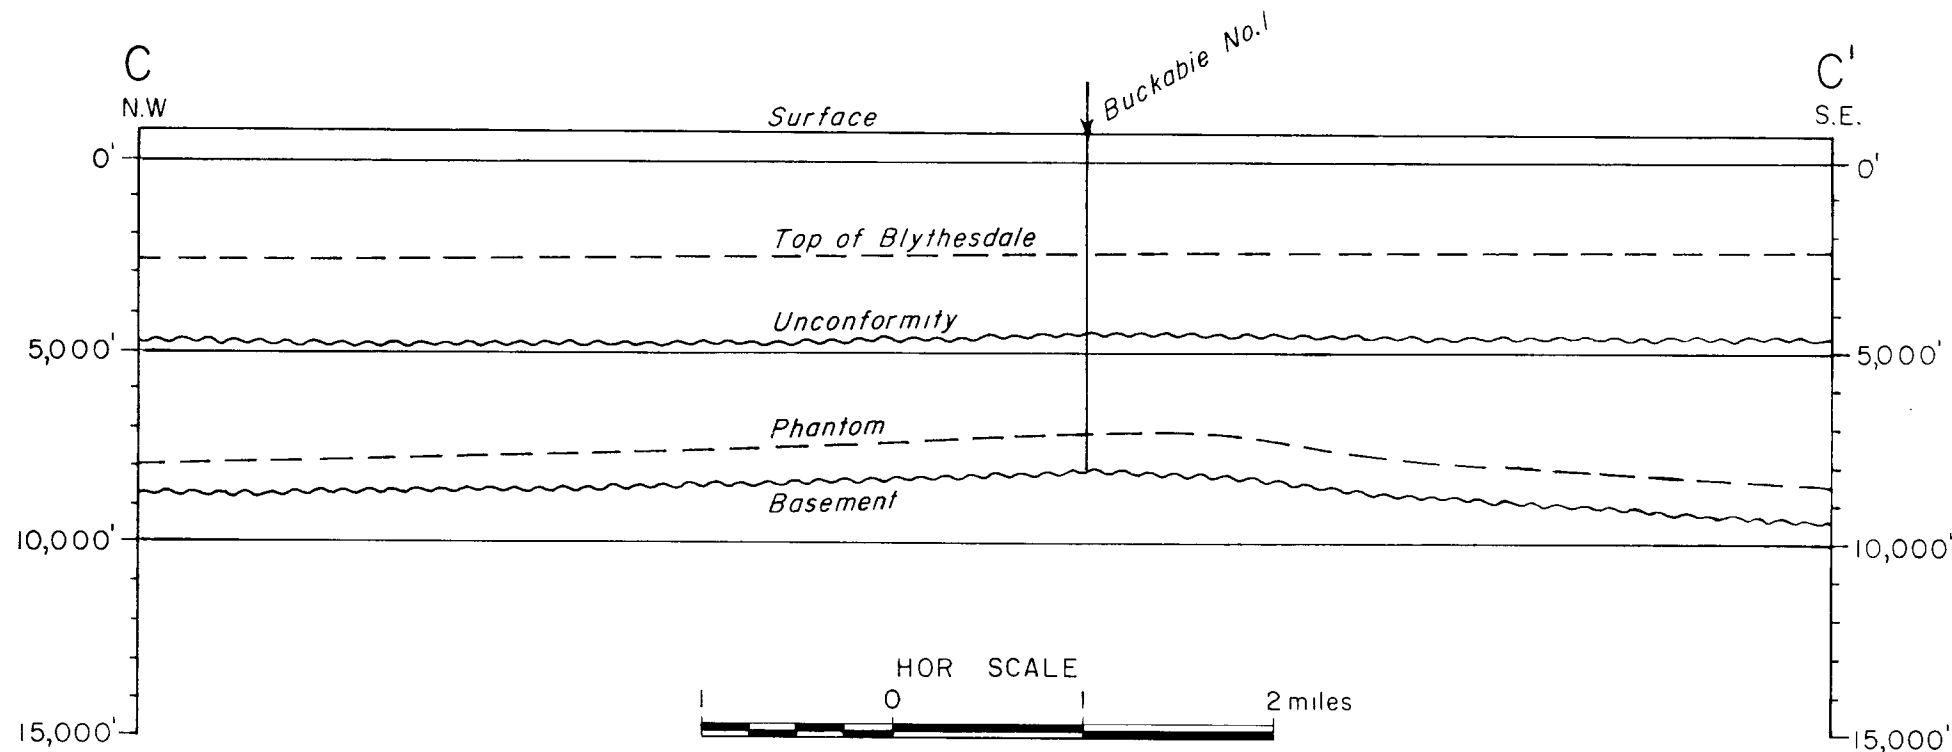 C
N.W
Buckabie No.1
C'
S.E.
Surface
0'
0'
Top of Blythesdale
Unconformity
5,000'
5,000'
Phantom
Basement
10,000'
10,000'
HOR SCALE
1 0 1 2 miles
15,000'
15,000'